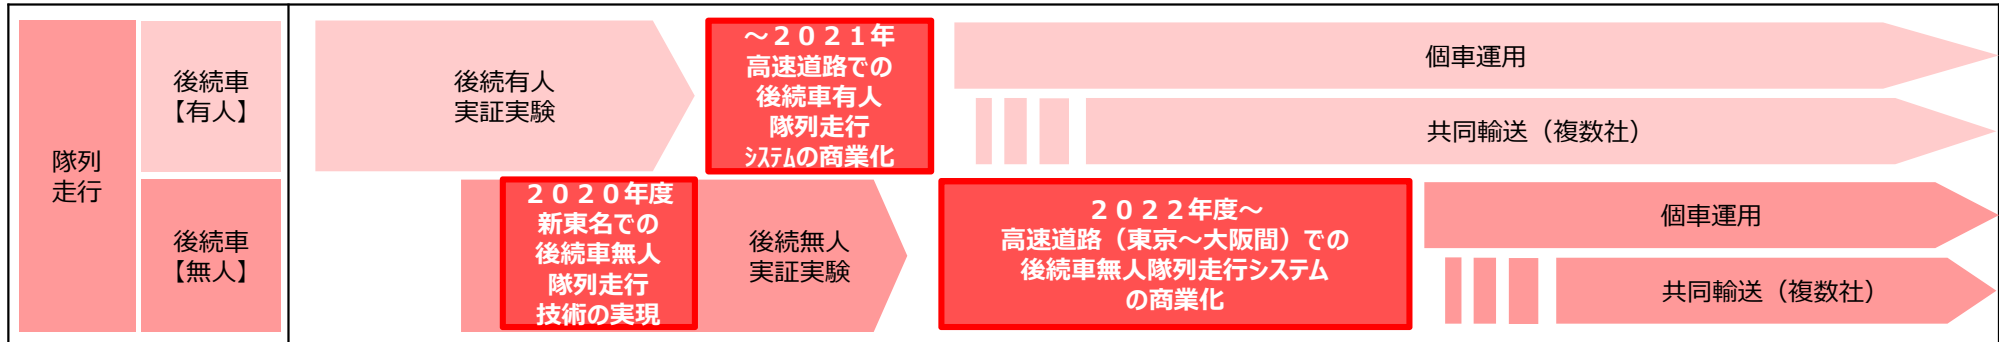 隊列
走行
後続車
【有人】
後続有人
実証実験
～２０２１年
高速道路での
後続車有人
隊列走行
ｼｽﾃﾑの商業化
個車運用
共同輸送（複数社）
後続車
【無人】
２０２０年度
新東名での
後続車無人
隊列走行
技術の実現
後続無人
実証実験
２０２２年度～
高速道路（東京～大阪間）での
後続車無人隊列走行システム
の商業化
個車運用
共同輸送（複数社）